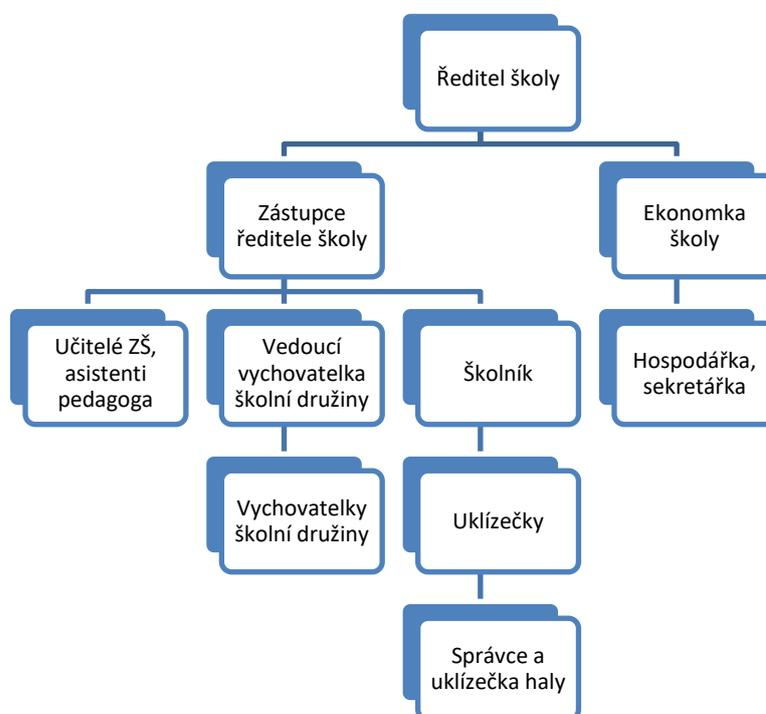 Ředitel školy
Zástupce
ředitele školy
Ekonomka
školy
Učitelé ZŠ,
asistenti
pedagoga
Vedoucí
vychovatelka
školní družiny
Školník
Hospodářka,
sekretářka
Vychovatelky
školní družiny
Uklízečky
Správce a
uklízečka haly